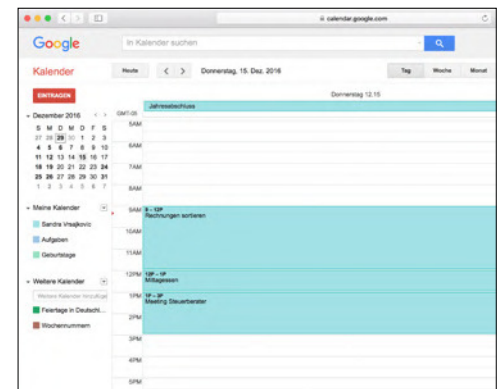 calendar.google.com
Google
In Kalender suchen
Kalender
Heute
Donnerstag, 15. Dez. 2016
Tag
Woche
Monat
EINTRAGEN
Donnerstag 12.15
Dezember 2016
GMT-05
Jahresabschluss
S M D M D F S
27 28 29 30 1 2 3
4 5 6 7 8 9 10
11 12 13 14 15 16 17
18 19 20 21 22 23 24
25 26 27 28 29 30 31
1 2 3 4 5 6 7
Meine Kalender
Sandra Vrsajkovic
Aufgaben
Geburtstage
Weitere Kalender
Weitere Kalender hinzufüge
Feiertage in Deutschl...
Wochennummern
5AM
6AM
7AM
8AM
9AM
9 – 12P
Rechnungen sortieren
10AM
11AM
12PM
12P – 1P
Mittagessen
1PM
1P – 3P
Meeting Steuerberater
2PM
3PM
4PM
5PM